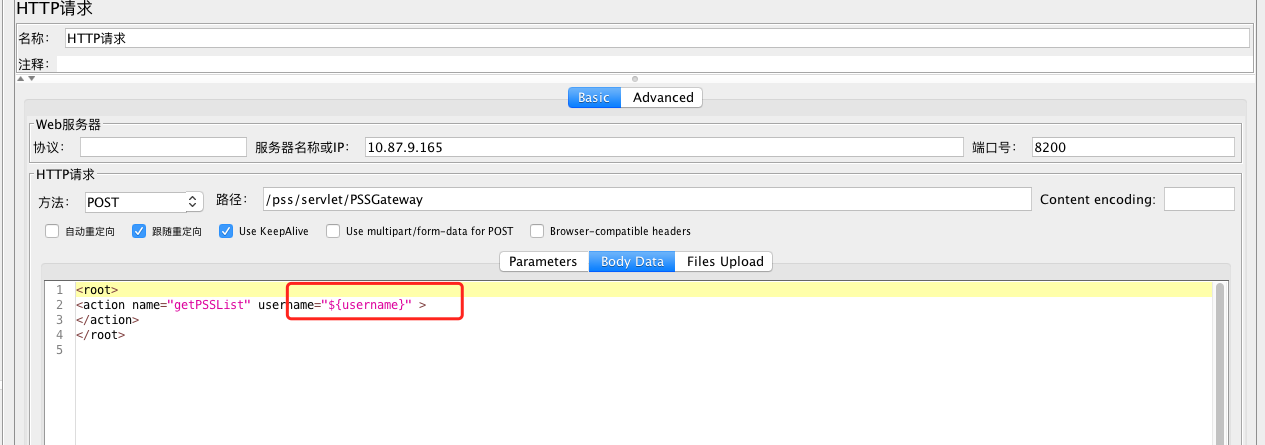 HTTP请求
名称： HTTP请求
注释：
Basic Advanced
Web服务器
协议： 服务器名称或IP： 10.87.9.165 端口号： 8200
HTTP请求
方法： POST 路径： /pss/servlet/PSSGateway Content encoding:
自动重定向 跟随重定向 Use KeepAlive Use multipart/form-data for POST Browser-compatible headers
Parameters Body Data Files Upload
1 <root>
2 <action name="getPSSList" username="${username}" >
3 </action>
4 </root>
5